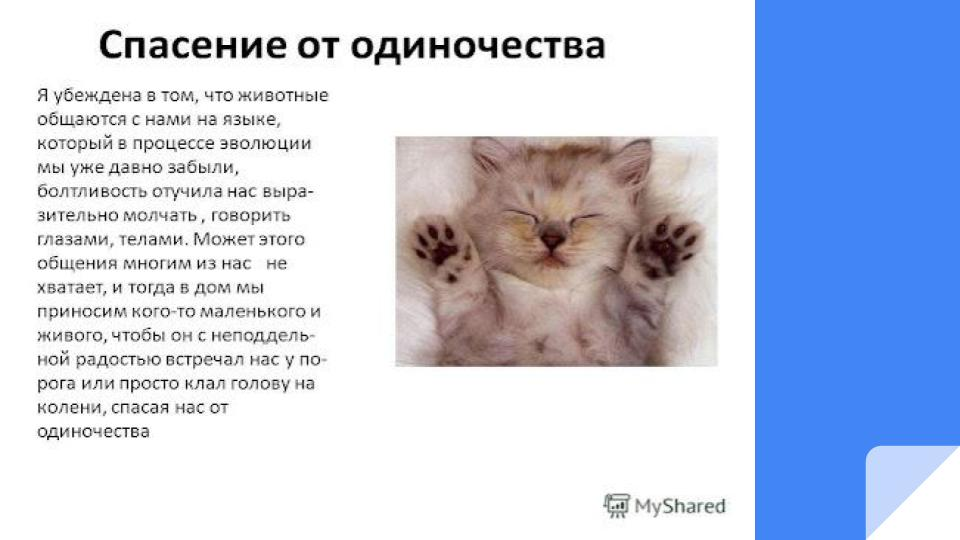 Спасение от одиночества
Я убеждена в том, что животные
общаются с нами на языке,
который в процессе эволюции
мы уже давно забыли,
болтливость отучила нас выра-
зительно молчать , говорить
глазами, телами. Может этого
общения многим из нас не
хватает, и тогда в дом мы
приносим кого-то маленького и
живого, чтобы он с неподдель-
ной радостью встречал нас у по-
рога или просто клал голову на
колени, спасая нас от
одиночества
MyShared